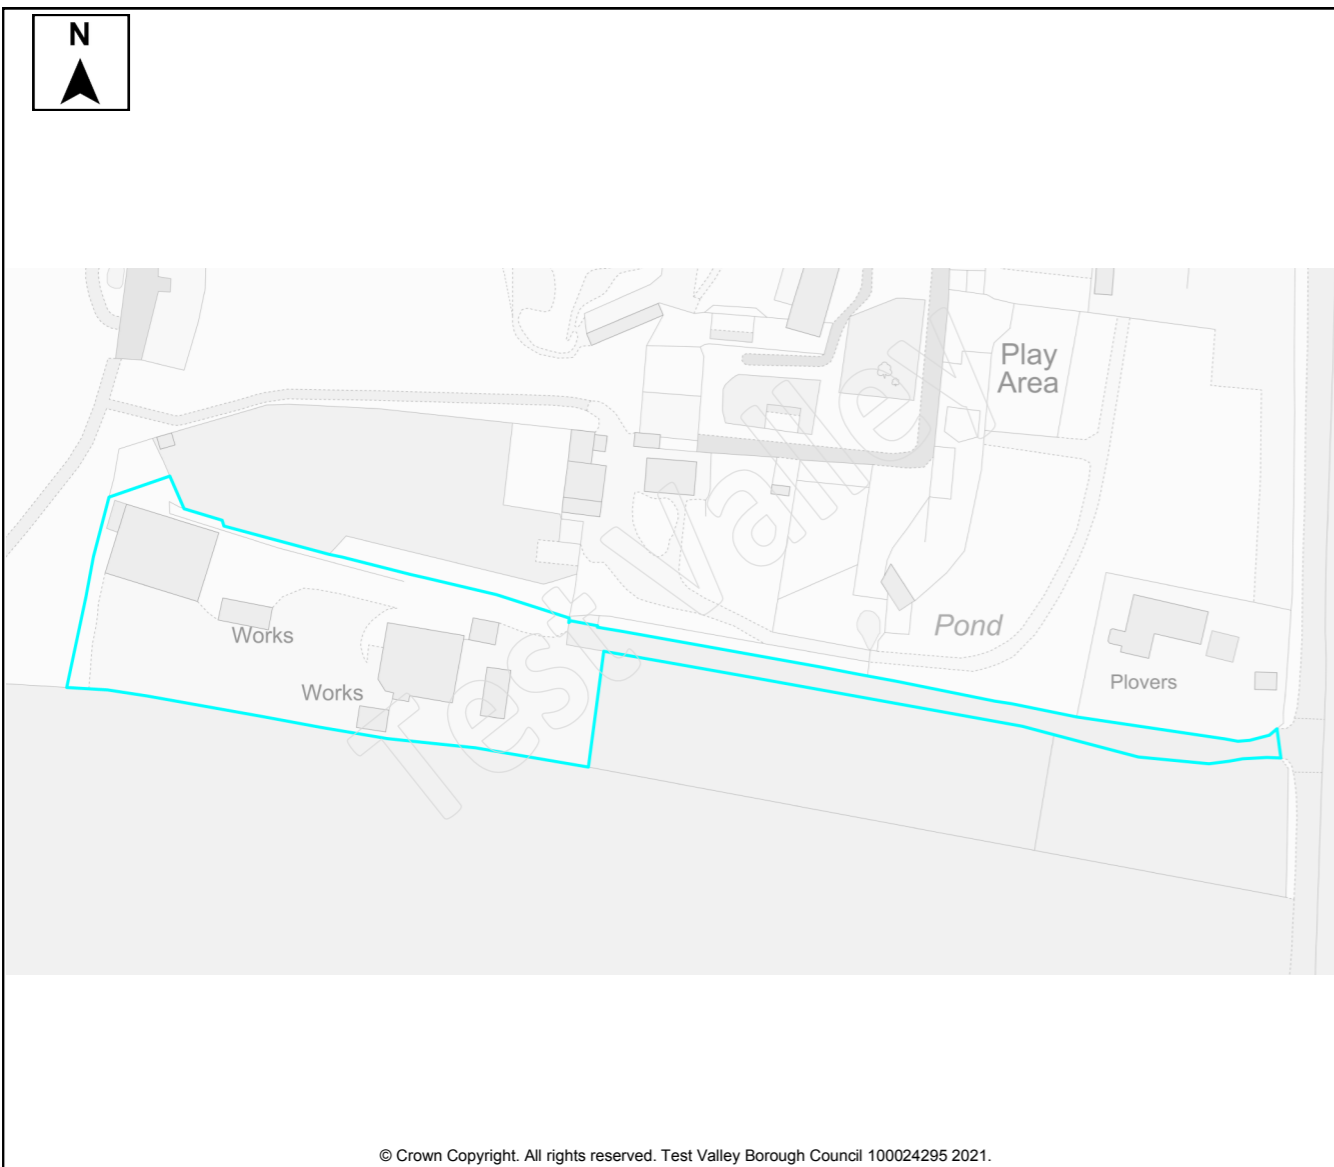 N
Play
Area
Pond
Works
Plovers
Works
Test Valley
© Crown Copyright. All rights reserved. Test Valley Borough Council 100024295 2021.